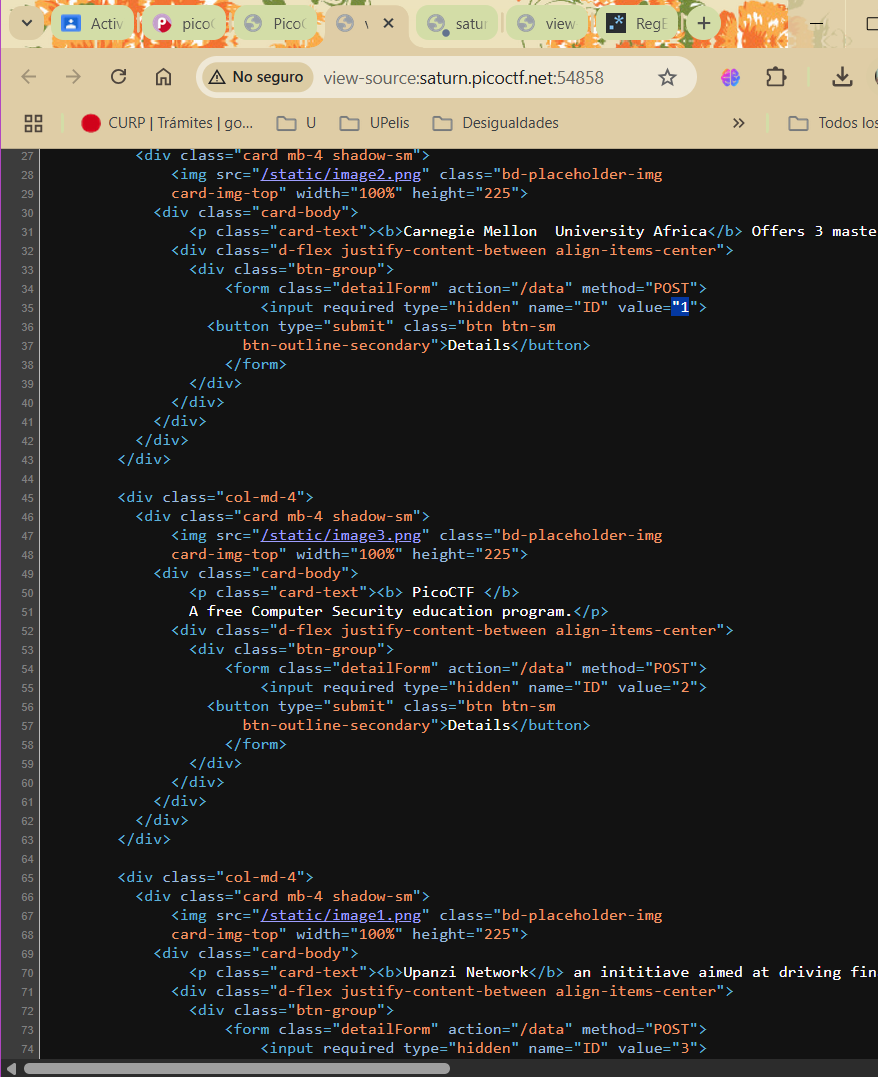 Activ
pico
PicoC
satur
view-
RegE
No seguro
view-source:saturn.picoctf.net:54858
CURP | Trámites | go...
U
UPelis
Desigualdades
»
Todos los
27 <div class="card mb-4 shadow-sm">
28 <img src="/static/image2.png" class="bd-placeholder-img
29 card-img-top" width="100%" height="225">
30 <div class="card-body">
31 <p class="card-text"><b>Carnegie Mellon  University Africa</b> Offers 3 maste
32 <div class="d-flex justify-content-between align-items-center">
33 <div class="btn-group">
34 <form class="detailForm" action="/data" method="POST">
35 <input required type="hidden" name="ID" value="1">
36 <button type="submit" class="btn btn-sm
37 btn-outline-secondary">Details</button>
38 </form>
39 </div>
40 </div>
41 </div>
42 </div>
43 </div>
44
45 <div class="col-md-4">
46 <div class="card mb-4 shadow-sm">
47 <img src="/static/image3.png" class="bd-placeholder-img
48 card-img-top" width="100%" height="225">
49 <div class="card-body">
50 <p class="card-text"><b> PicoCTF </b>
51 A free Computer Security education program.</p>
52 <div class="d-flex justify-content-between align-items-center">
53 <div class="btn-group">
54 <form class="detailForm" action="/data" method="POST">
55 <input required type="hidden" name="ID" value="2">
56 <button type="submit" class="btn btn-sm
57 btn-outline-secondary">Details</button>
58 </form>
59 </div>
60 </div>
61 </div>
62 </div>
63 </div>
64
65 <div class="col-md-4">
66 <div class="card mb-4 shadow-sm">
67 <img src="/static/image1.png" class="bd-placeholder-img
68 card-img-top" width="100%" height="225">
69 <div class="card-body">
70 <p class="card-text"><b>Upanzi Network</b> an inititiave aimed at driving fin
71 <div class="d-flex justify-content-between align-items-center">
72 <div class="btn-group">
73 <form class="detailForm" action="/data" method="POST">
74 <input required type="hidden" name="ID" value="3">